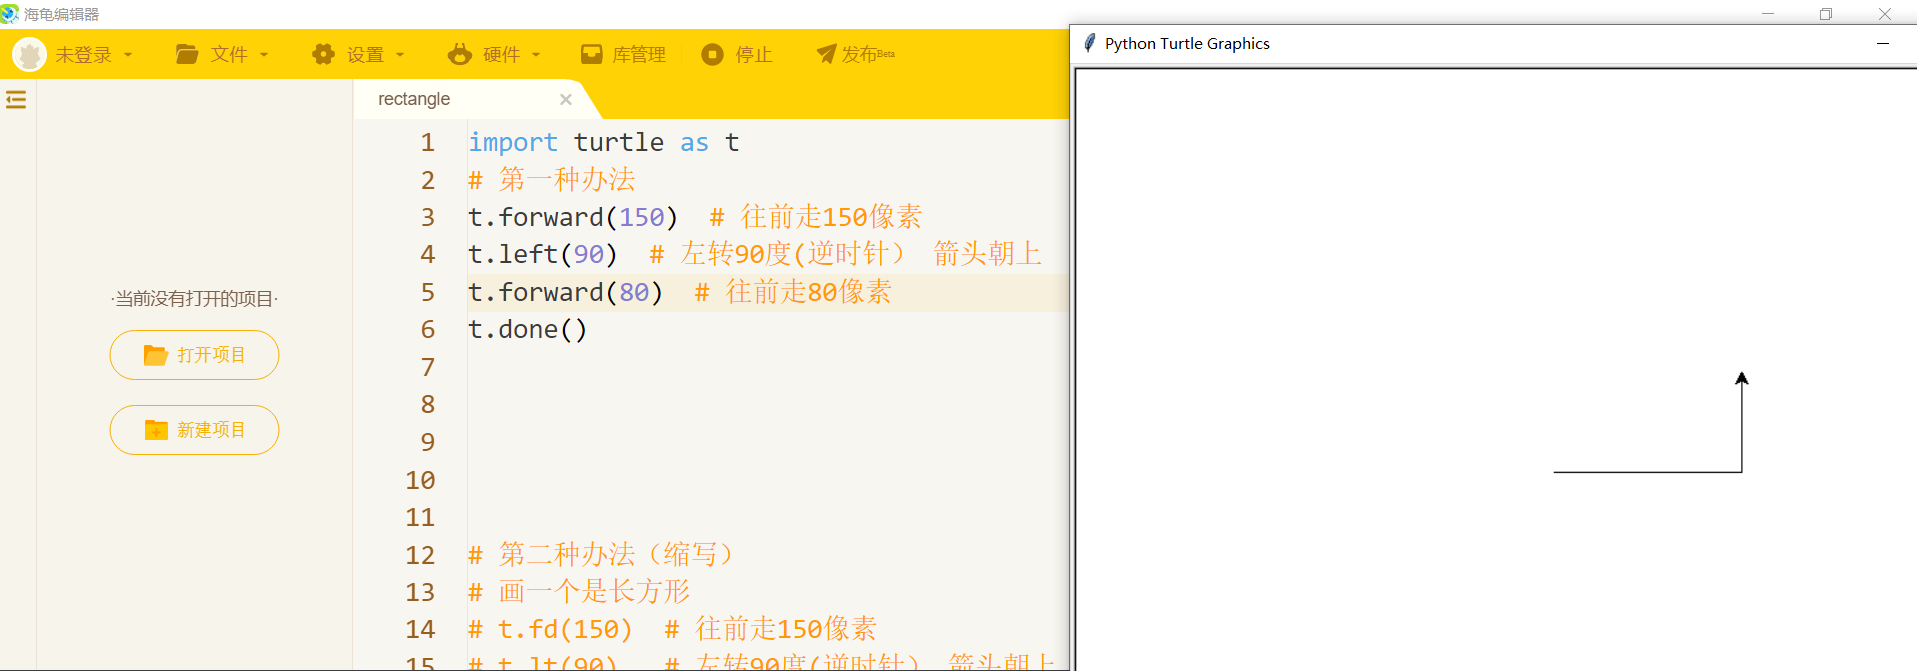 海龟编辑器
未登录 文件 设置 硬件 库管理 停止 发布Beta
Python Turtle Graphics
rectangle
·当前没有打开的项目·
打开项目
新建项目
1 import turtle as t
2 # 第一种办法
3 t.forward(150)  # 往前走150像素
4 t.left(90)  # 左转90度(逆时针） 箭头朝上
5 t.forward(80)  # 往前走80像素
6 t.done()
7
8
9
10
11
12 # 第二种办法（缩写）
13 # 画一个是长方形
14 # t.fd(150)  # 往前走150像素
15 # t.lt(90)   # 左转90度(逆时针） 箭头朝上